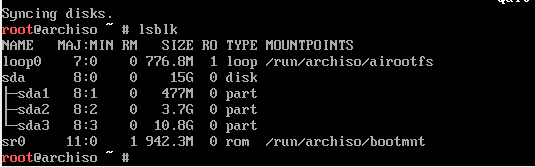 Syncing disks.
root@archiso ~ # lsblk
NAME   MAJ:MIN RM   SIZE RO TYPE MOUNTPOINTS
loop0    7:0    0 776.8M  1 loop /run/archiso/airootfs
sda      8:0    0    15G  0 disk
├─sda1   8:1    0   477M  0 part
├─sda2   8:2    0   3.7G  0 part
└─sda3   8:3    0  10.8G  0 part
sr0     11:0    1 942.3M  0 rom  /run/archiso/bootmnt
root@archiso ~ #